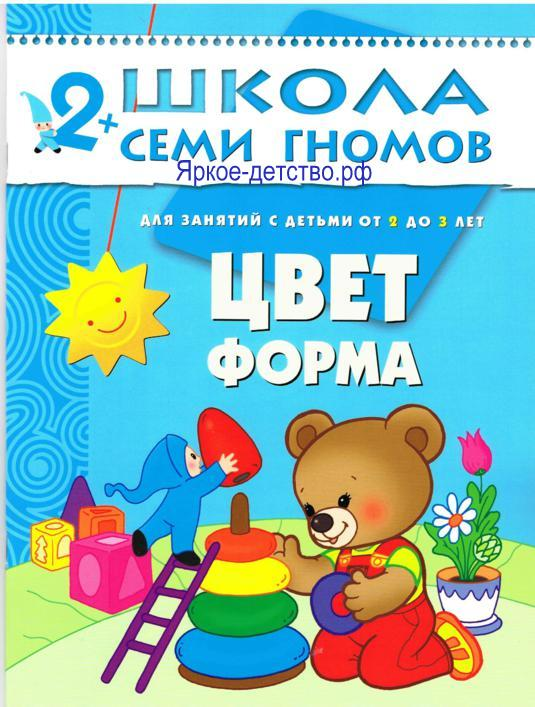 2+
ШКОЛА
СЕМИ ГНОМОВ
Яркое-детство.рф
ДЛЯ ЗАНЯТИЙ С ДЕТЬМИ ОТ 2 ДО 3 ЛЕТ
ЦВЕТ
ФОРМА